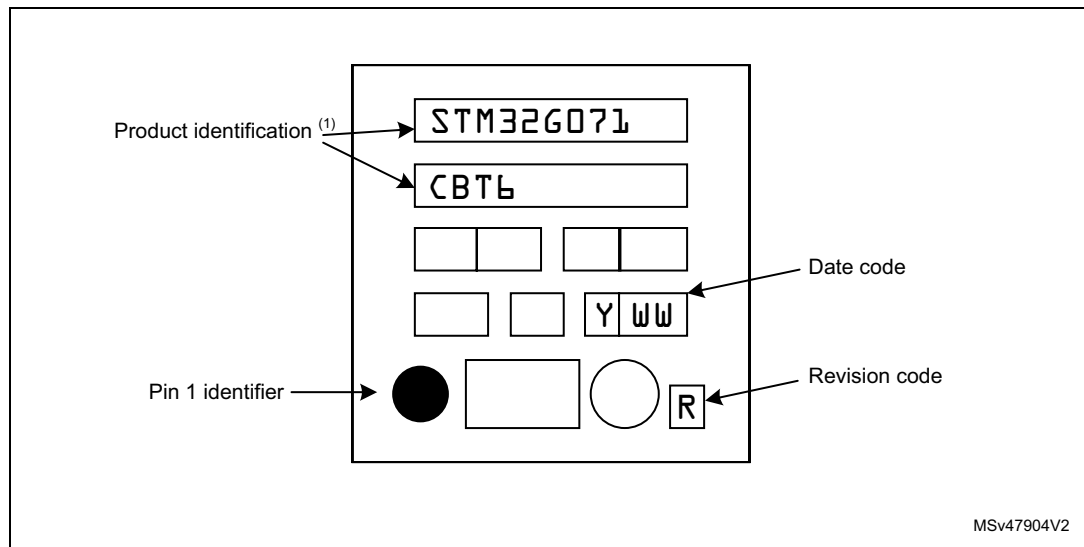 STM32G071
Product identification (1)
CBT6
Date code
Y WW
Pin 1 identifier
Revision code
R
MSv47904V2